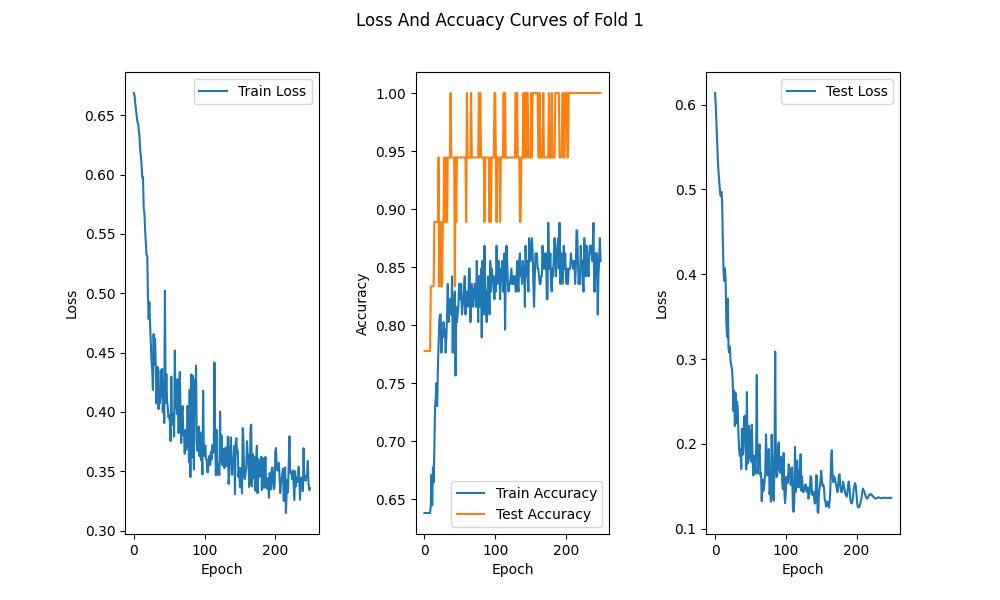 Loss And Accuacy Curves of Fold 1
Train Loss
0.65
0.60
0.55
0.50
0.45
0.40
0.35
0.30
0
100
200
Loss
Epoch
1.00
0.95
0.90
0.85
0.80
0.75
0.70
0.65
Train Accuracy
Test Accuracy
0
100
200
Accuracy
Epoch
Test Loss
0.6
0.5
0.4
0.3
0.2
0.1
0
100
200
Loss
Epoch